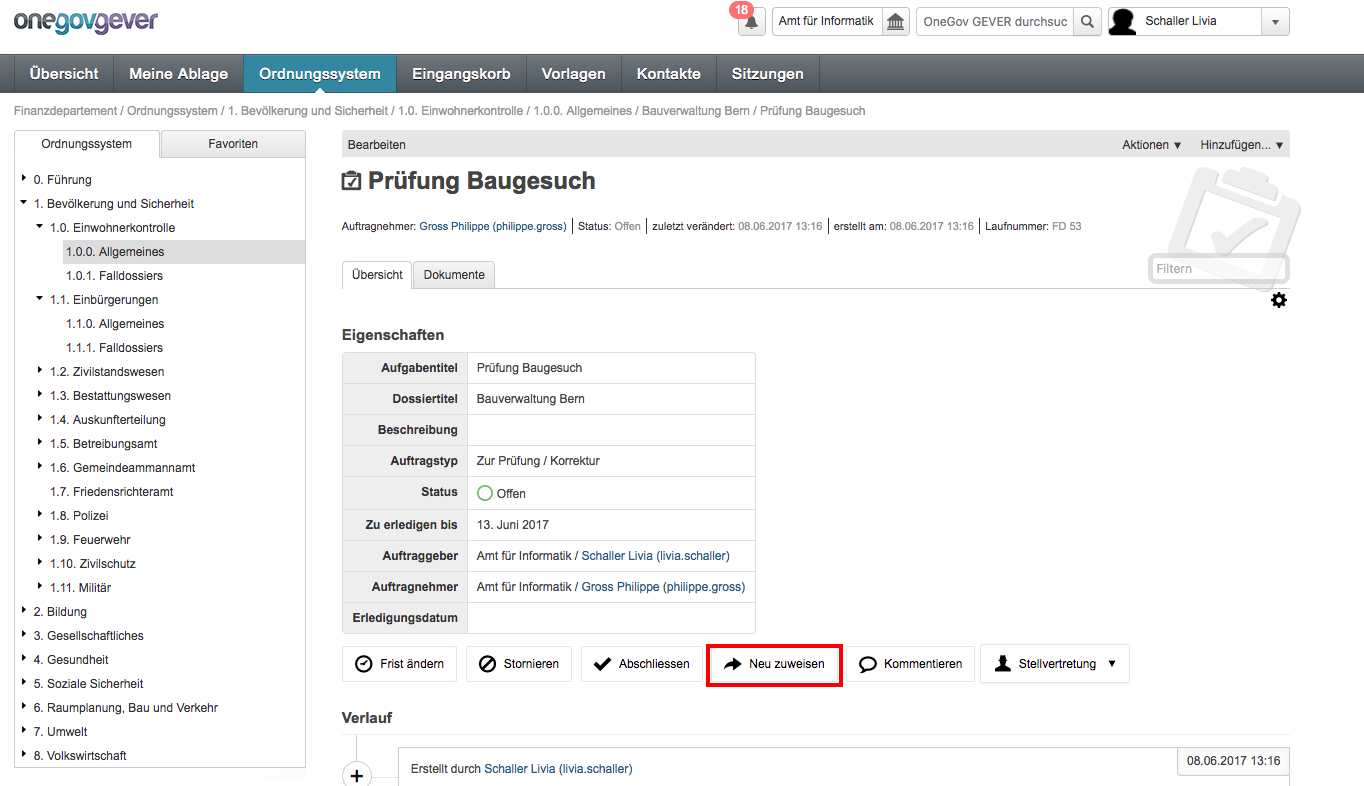 onegovgever
18
Amt für Informatik
OneGov GEVER durchsuc
Schaller Livia
Übersicht
Meine Ablage
Ordnungssystem
Eingangskorb
Vorlagen
Kontakte
Sitzungen
Finanzdepartement / Ordnungssystem / 1. Bevölkerung und Sicherheit / 1.0. Einwohnerkontrolle / 1.0.0. Allgemeines / Bauverwaltung Bern / Prüfung Baugesuch
Ordnungssystem
Favoriten
0. Führung
1. Bevölkerung und Sicherheit
1.0. Einwohnerkontrolle
1.0.0. Allgemeines
1.0.1. Falldossiers
1.1. Einbürgerungen
1.1.0. Allgemeines
1.1.1. Falldossiers
1.2. Zivilstandswesen
1.3. Bestattungswesen
1.4. Auskunfterteilung
1.5. Betreibungsamt
1.6. Gemeindeammannamt
1.7. Friedensrichteramt
1.8. Polizei
1.9. Feuerwehr
1.10. Zivilschutz
1.11. Militär
2. Bildung
3. Gesellschaftliches
4. Gesundheit
5. Soziale Sicherheit
6. Raumplanung, Bau und Verkehr
7. Umwelt
8. Volkswirtschaft
Bearbeiten
Aktionen ▼
Hinzufügen... ▼
Prüfung Baugesuch
Auftragnehmer: Gross Philippe (philippe.gross) | Status: Offen | zuletzt verändert: 08.06.2017 13:16 | erstellt am: 08.06.2017 13:16 | Laufnummer: FD 53
Übersicht
Dokumente
Filtern
Eigenschaften
Aufgabentitel Prüfung Baugesuch
Dossiertitel Bauverwaltung Bern
Beschreibung
Auftragstyp Zur Prüfung / Korrektur
Status Offen
Zu erledigen bis 13. Juni 2017
Auftraggeber Amt für Informatik / Schaller Livia (livia.schaller)
Auftragnehmer Amt für Informatik / Gross Philippe (philippe.gross)
Erledigungsdatum
Frist ändern
Stornieren
Abschliessen
Neu zuweisen
Kommentieren
Stellvertretung ▼
Verlauf
Erstellt durch Schaller Livia (livia.schaller)
08.06.2017 13:16